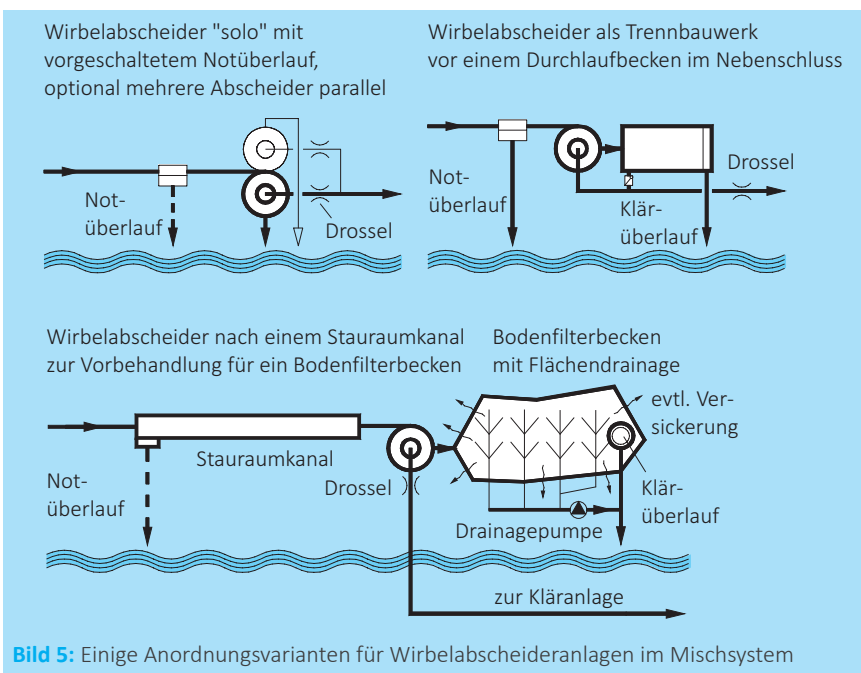 Wirbelabscheider "solo" mit
vorgeschaltetem Notüberlauf,
optional mehrere Abscheider parallel
Not-
überlauf
Drossel
Wirbelabscheider als Trennbauwerk
vor einem Durchlaufbecken im Nebenschluss
Not-
überlauf
Klär-
überlauf
Drossel
Wirbelabscheider nach einem Stauraumkanal
zur Vorbehandlung für ein Bodenfilterbecken
Bodenfilterbecken
mit Flächendrainage
evtl. Ver-
sickerung
Stauraumkanal
Not-
überlauf
Drossel
Klär-
überlauf
Drainagepumpe
zur Kläranlage
Bild 5: Einige Anordnungsvarianten für Wirbelabscheideranlagen im Mischsystem